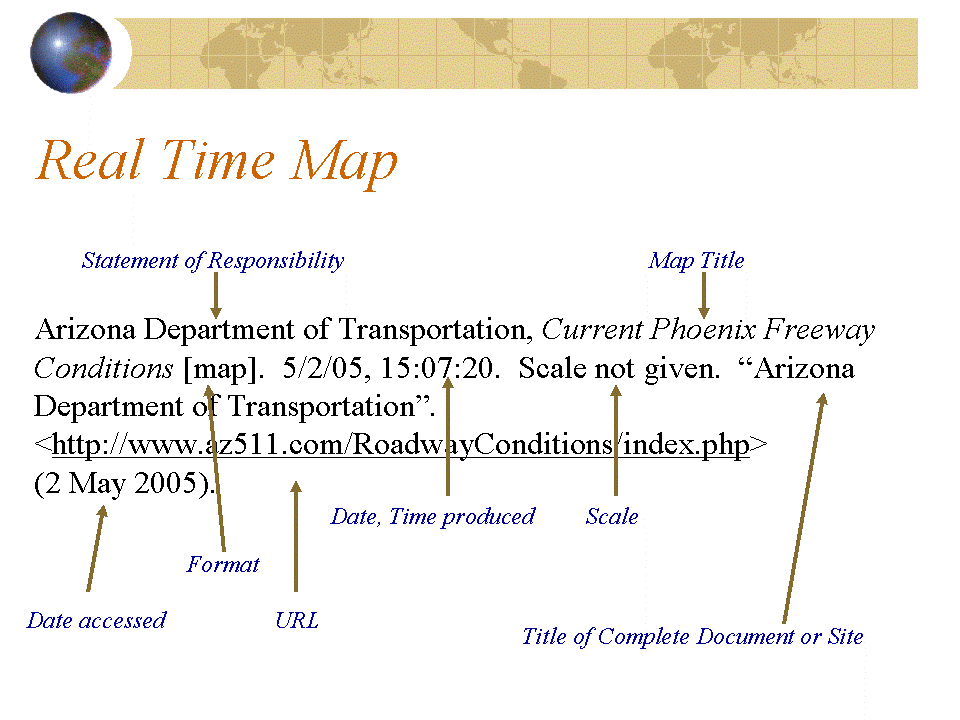 Real Time Map
Statement of Responsibility
Map Title
Arizona Department of Transportation, Current Phoenix Freeway
Conditions [map].  5/2/05, 15:07:20.  Scale not given.  “Arizona
Department of Transportation”.
<http://www.az511.com/RoadwayConditions/index.php>
(2 May 2005).
Date, Time produced
Scale
Format
Date accessed
URL
Title of Complete Document or Site